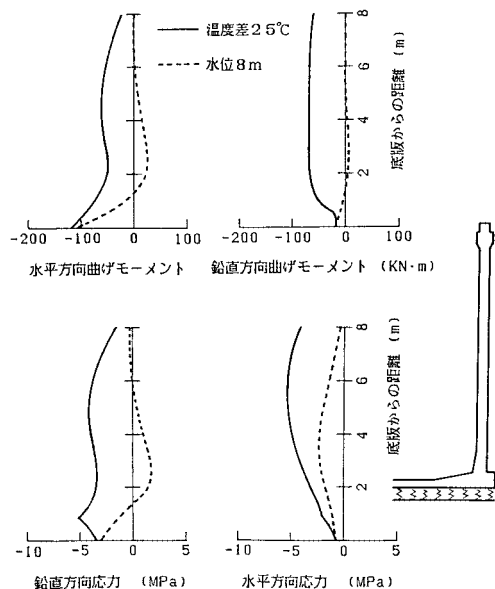 温度差25℃
水位8m
8
6
4
2
底版からの距離 (m)
-200 -100 0 100
-100 0 100
水平方向曲げモーメント
鉛直方向曲げモーメント (KN·m)
8
6
4
2
底版からの距離 (m)
-10 -5 0 5
-10 -5 0 5
鉛直方向応力 (MPa)
水平方向応力 (MPa)